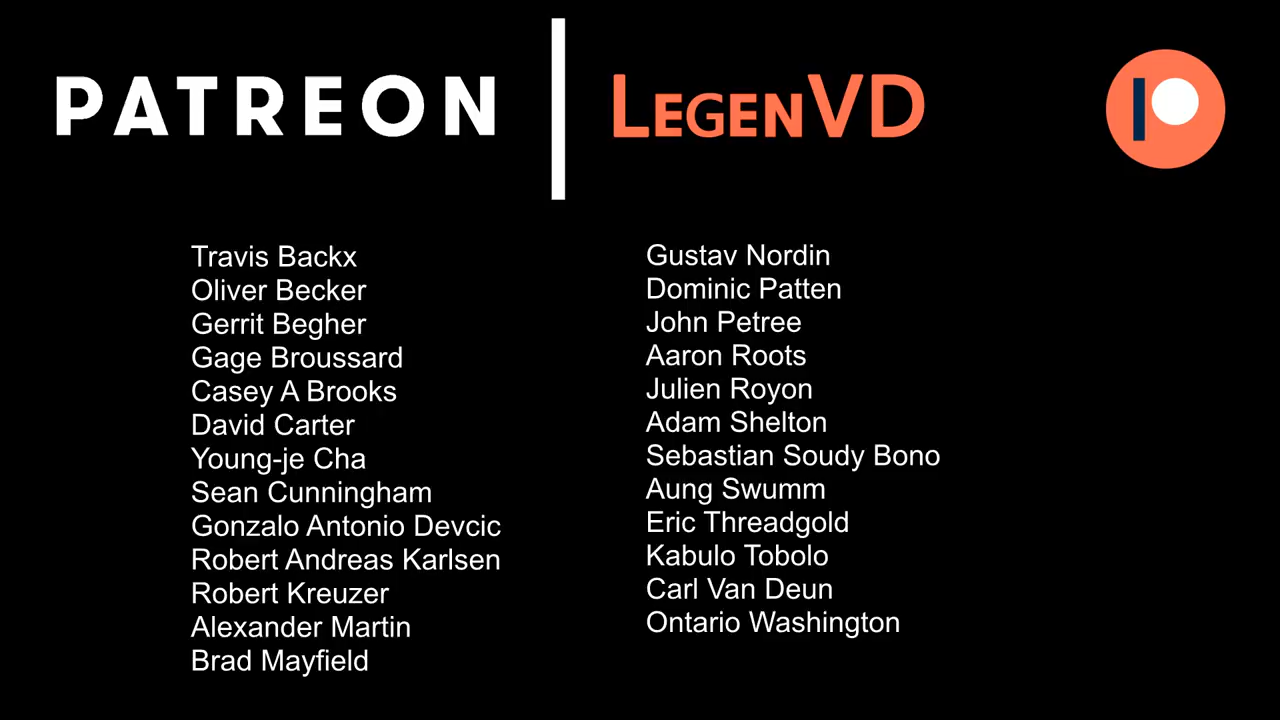 PATREON
LEGENVD
Travis Backx
Oliver Becker
Gerrit Begher
Gage Broussard
Casey A Brooks
David Carter
Young-je Cha
Sean Cunningham
Gonzalo Antonio Devcic
Robert Andreas Karlsen
Robert Kreuzer
Alexander Martin
Brad Mayfield
Gustav Nordin
Dominic Patten
John Petree
Aaron Roots
Julien Royon
Adam Shelton
Sebastian Soudy Bono
Aung Swumm
Eric Threadgold
Kabulo Tobolo
Carl Van Deun
Ontario Washington